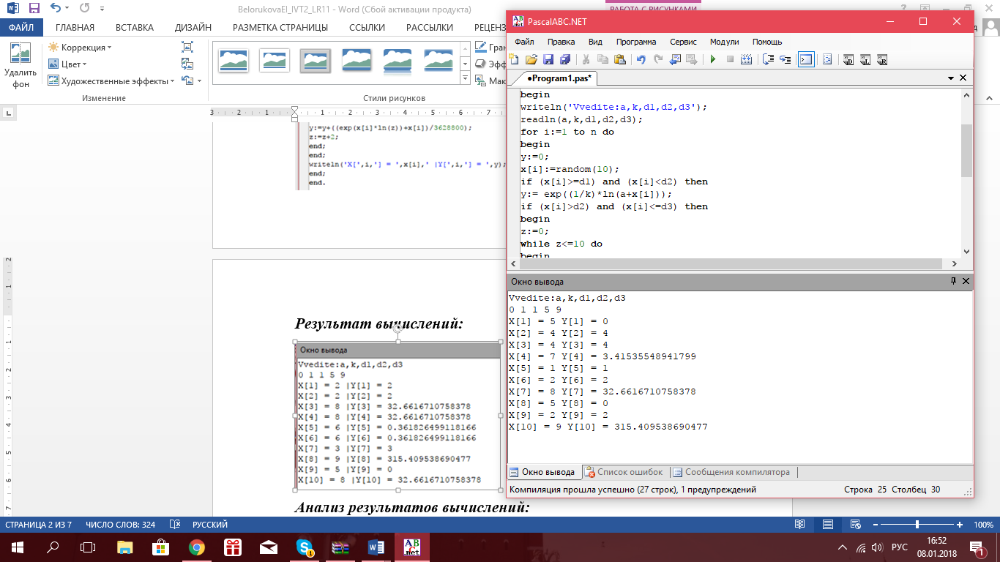 BelorukovaEI_IVT2_LR11 - Word (Сбой активации продукта)
РАБОТА С РИСУНКАМИ
ФАЙЛ ГЛАВНАЯ ВСТАВКА ДИЗАЙН РАЗМЕТКА СТРАНИЦЫ ССЫЛКИ РАССЫЛКИ РЕЦЕНЗ
Удалить фон
Коррекция
Цвет
Художественные эффекты
Изменение
Стили рисунков
Гран
Эфф
Мак
3 2 1 1 2 3 4 5 6 7
y:=y+((exp(x[i]*ln(z))+x[i])/3628800);
z:=z+2;
end;
end;
writeln('X[',i,'] = ',x[i],' |Y[',i,'] = ',y);
end;
end.
Результат вычислений:
Окно вывода
Vvedite:a,k,d1,d2,d3
0 1 1 5 9
X[1] = 2 |Y[1] = 2
X[2] = 2 |Y[2] = 2
X[3] = 8 |Y[3] = 32.6616710758378
X[4] = 8 |Y[4] = 32.6616710758378
X[5] = 6 |Y[5] = 0.361826499118166
X[6] = 6 |Y[6] = 0.361826499118166
X[7] = 3 |Y[7] = 3
X[8] = 9 |Y[8] = 315.409538690477
X[9] = 5 |Y[9] = 0
X[10] = 8 |Y[10] = 32.6616710758378
Анализ результатов вычислений:
PascalABC.NET
Файл Правка Вид Программа Сервис Модули Помощь
•Program1.pas*
begin
writeln('Vvedite:a,k,d1,d2,d3');
readln(a,k,d1,d2,d3);
for i:=1 to n do
begin
y:=0;
x[i]:=random(10);
if (x[i]>=d1) and (x[i]<d2) then
y:= exp((1/k)*ln(a+x[i]));
if (x[i]>d2) and (x[i]<=d3) then
begin
z:=0;
while z<=10 do
begin
Окно вывода
Vvedite:a,k,d1,d2,d3
0 1 1 5 9
X[1] = 5 Y[1] = 0
X[2] = 4 Y[2] = 4
X[3] = 4 Y[3] = 4
X[4] = 7 Y[4] = 3.41535548941799
X[5] = 1 Y[5] = 1
X[6] = 2 Y[6] = 2
X[7] = 8 Y[7] = 32.6616710758378
X[8] = 5 Y[8] = 0
X[9] = 2 Y[9] = 2
X[10] = 9 Y[10] = 315.409538690477
Окно вывода Список ошибок Сообщения компилятора
Компиляция прошла успешно (27 строк), 1 предупреждений Строка 25 Столбец 30
СТРАНИЦА 2 ИЗ 7 ЧИСЛО СЛОВ: 324 РУССКИЙ 100%
РУС
16:52
08.01.2018